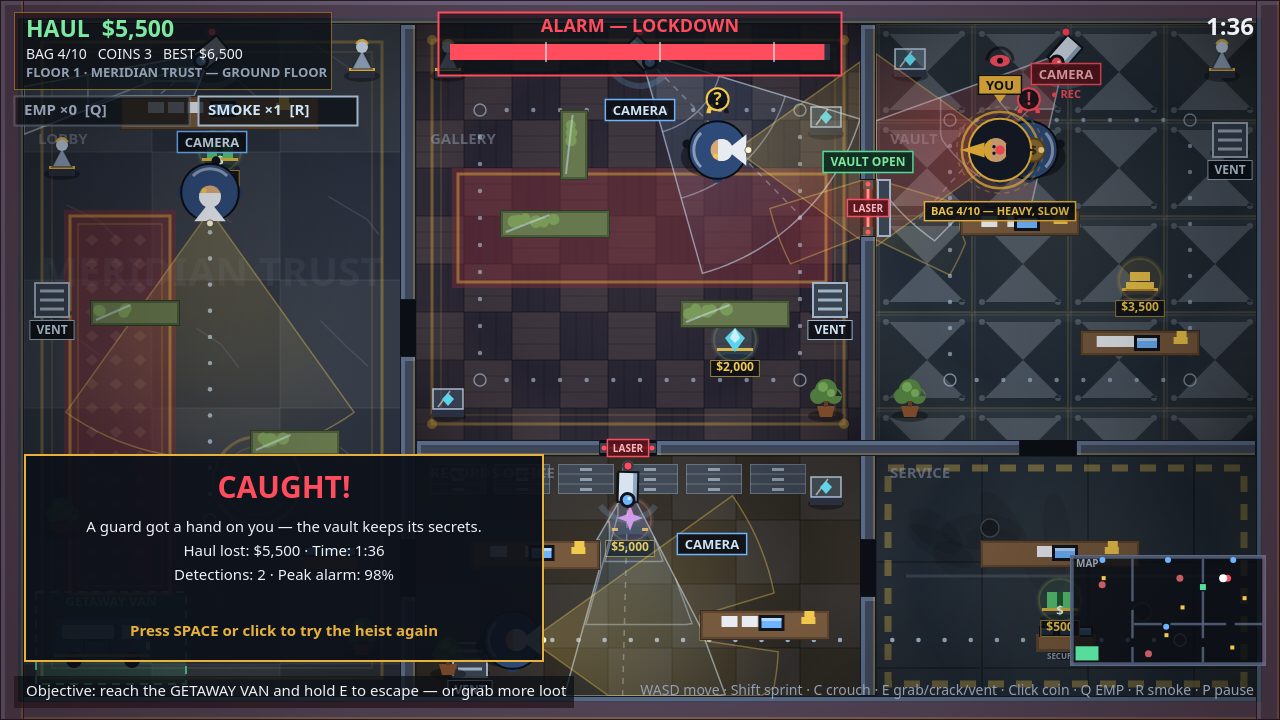 HAUL $5,500
BAG 4/10 COINS 3 BEST $6,500
FLOOR 1 · MERIDIAN TRUST — GROUND FLOOR
EMP ×0 [Q]
SMOKE ×1 [R]
ALARM — LOCKDOWN
1:36
LOBBY
CAMERA
GALLERY
CAMERA
?
VAULT
YOU
!
CAMERA
REC
VAULT OPEN
LASER
BAG 4/10 — HEAVY, SLOW
VENT
MERIDIAN TRUST
VENT
VENT
$3,500
$2,000
LASER
RECORDS OFFICE
SERVICE
$5,000
CAMERA
CAUGHT!
A guard got a hand on you — the vault keeps its secrets.
Haul lost: $5,500 · Time: 1:36
Detections: 2 · Peak alarm: 98%
GETAWAY VAN
Press SPACE or click to try the heist again
MAP
$
$500
Objective: reach the GETAWAY VAN and hold E to escape — or grab more loot
WASD move · Shift sprint · C crouch · E grab/crack/vent · Click coin · Q EMP · R smoke · P pause